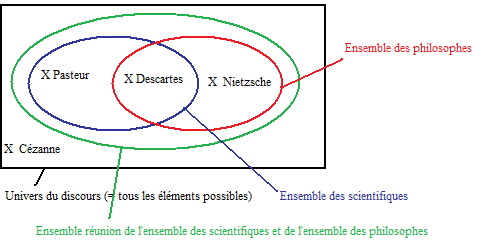 Ensemble des philosophes
X Pasteur
X Descartes
X Nietzsche
X Cézanne
Univers du discours (= tous les éléments possibles)
Ensemble des scientifiques
Ensemble réunion de l'ensemble des scientifiques et de l'ensemble des philosophes